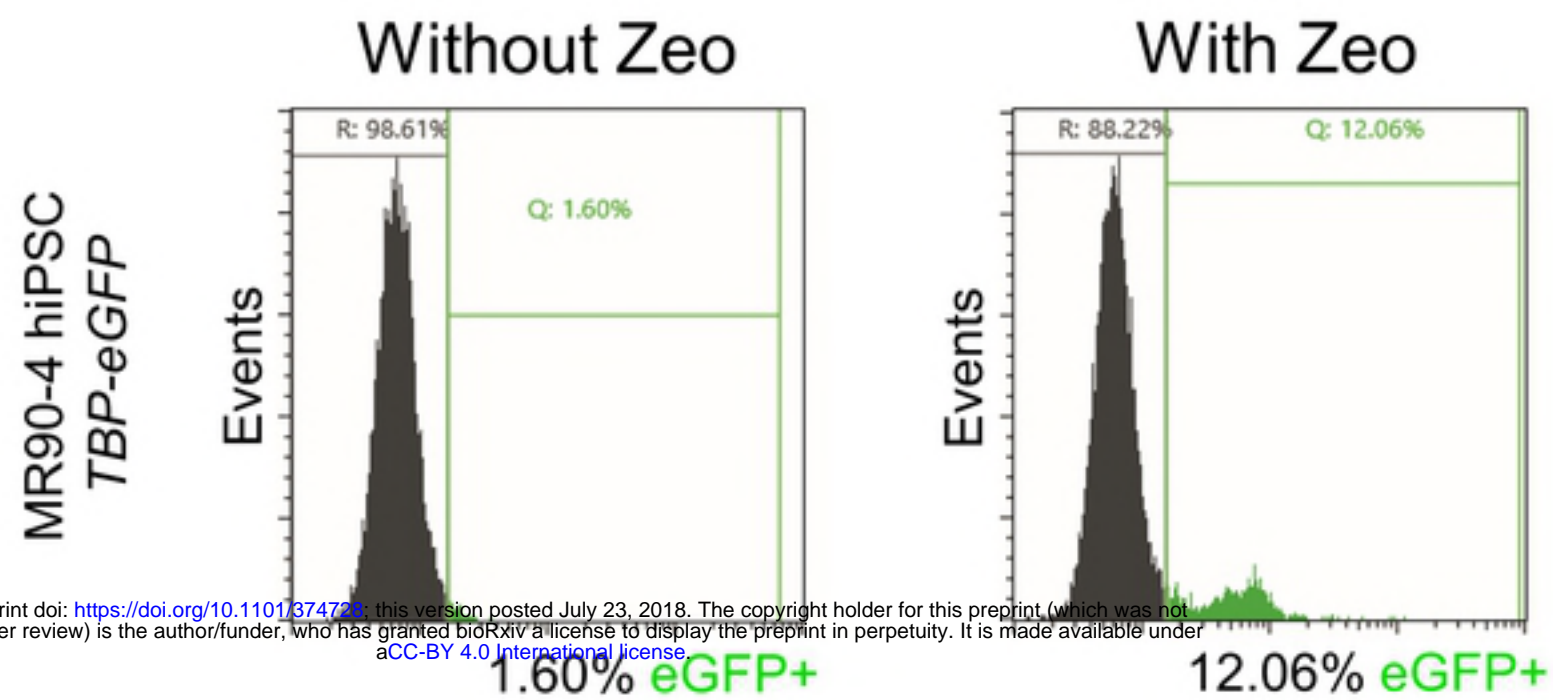 Without Zeo
With Zeo
R: 98.61%
Q: 1.60%
R: 88.22%
Q: 12.06%
MR90-4 hiPSC
TBP-eGFP
Events
Events
rint doi: https://doi.org/10.1101/374728; this version posted July 23, 2018. The copyright holder for this preprint (which was not
er review) is the author/funder, who has granted bioRxiv a license to display the preprint in perpetuity. It is made available under
aCC-BY 4.0 International license.
1.60% eGFP+
12.06% eGFP+